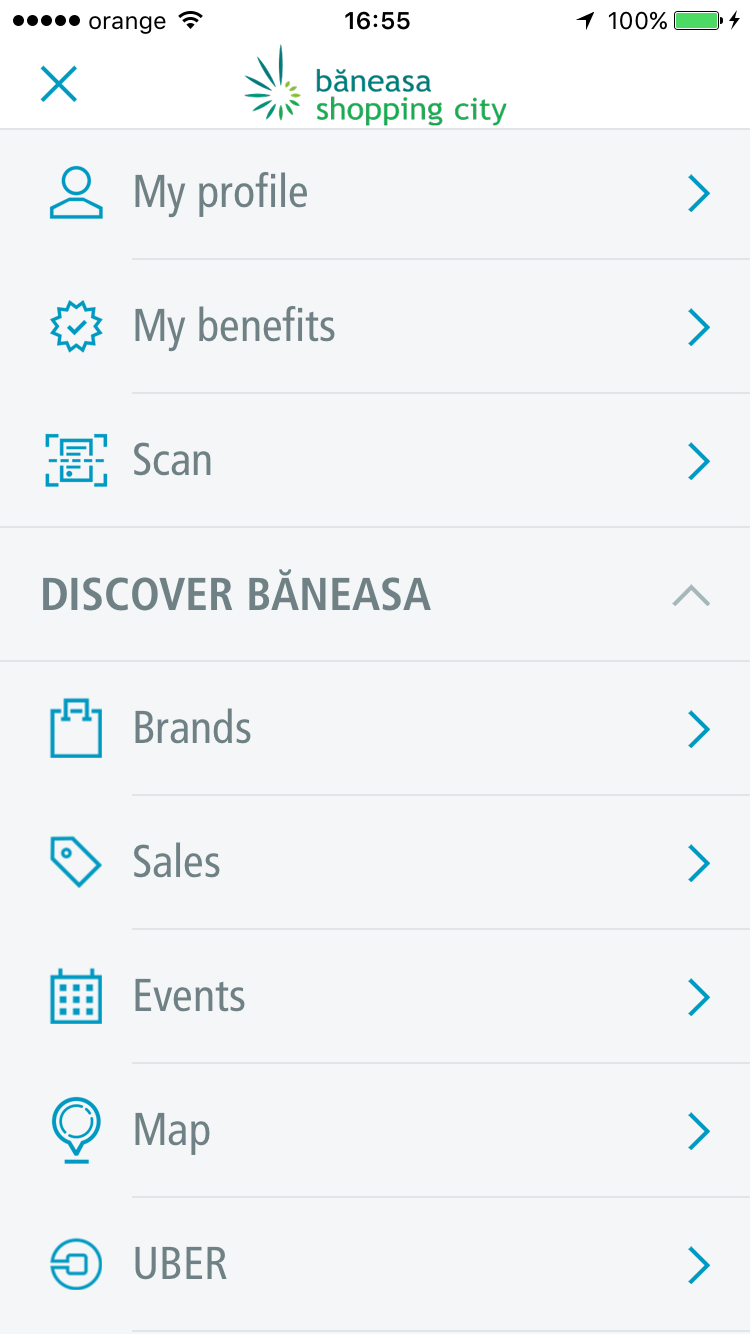 orange 16:55 100%
băneasa
shopping city
My profile
My benefits
Scan
DISCOVER BĂNEASA
Brands
Sales
Events
Map
UBER